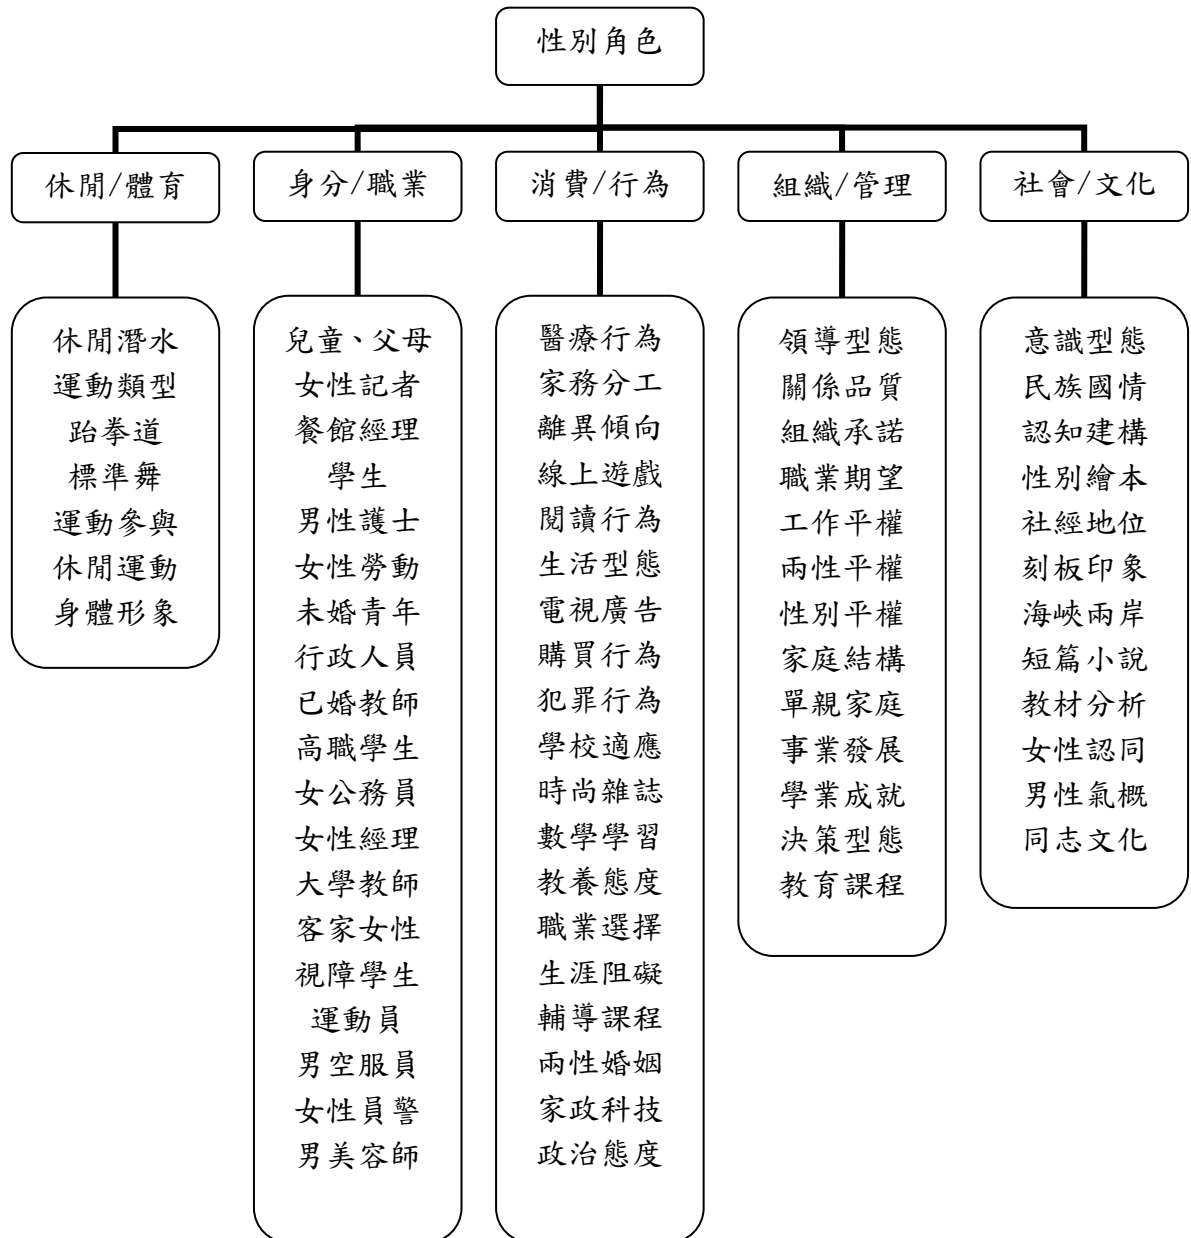 性別角色
休閒/體育
身分/職業
消費/行為
組織/管理
社會/文化
休閒潛水
運動類型
跆拳道
標準舞
運動參與
休閒運動
身體形象
兒童、父母
女性記者
餐館經理
學生
男性護士
女性勞動
未婚青年
行政人員
已婚教師
高職學生
女公務員
女性經理
大學教師
客家女性
視障學生
運動員
男空服員
女性員警
男美容師
醫療行為
家務分工
離異傾向
線上遊戲
閱讀行為
生活型態
電視廣告
購買行為
犯罪行為
學校適應
時尚雜誌
數學學習
教養態度
職業選擇
生涯阻礙
輔導課程
兩性婚姻
家政科技
政治態度
領導型態
關係品質
組織承諾
職業期望
工作平權
兩性平權
性別平權
家庭結構
單親家庭
事業發展
學業成就
決策型態
教育課程
意識型態
民族國情
認知建構
性別繪本
社經地位
刻板印象
海峽兩岸
短篇小說
教材分析
女性認同
男性氣概
同志文化